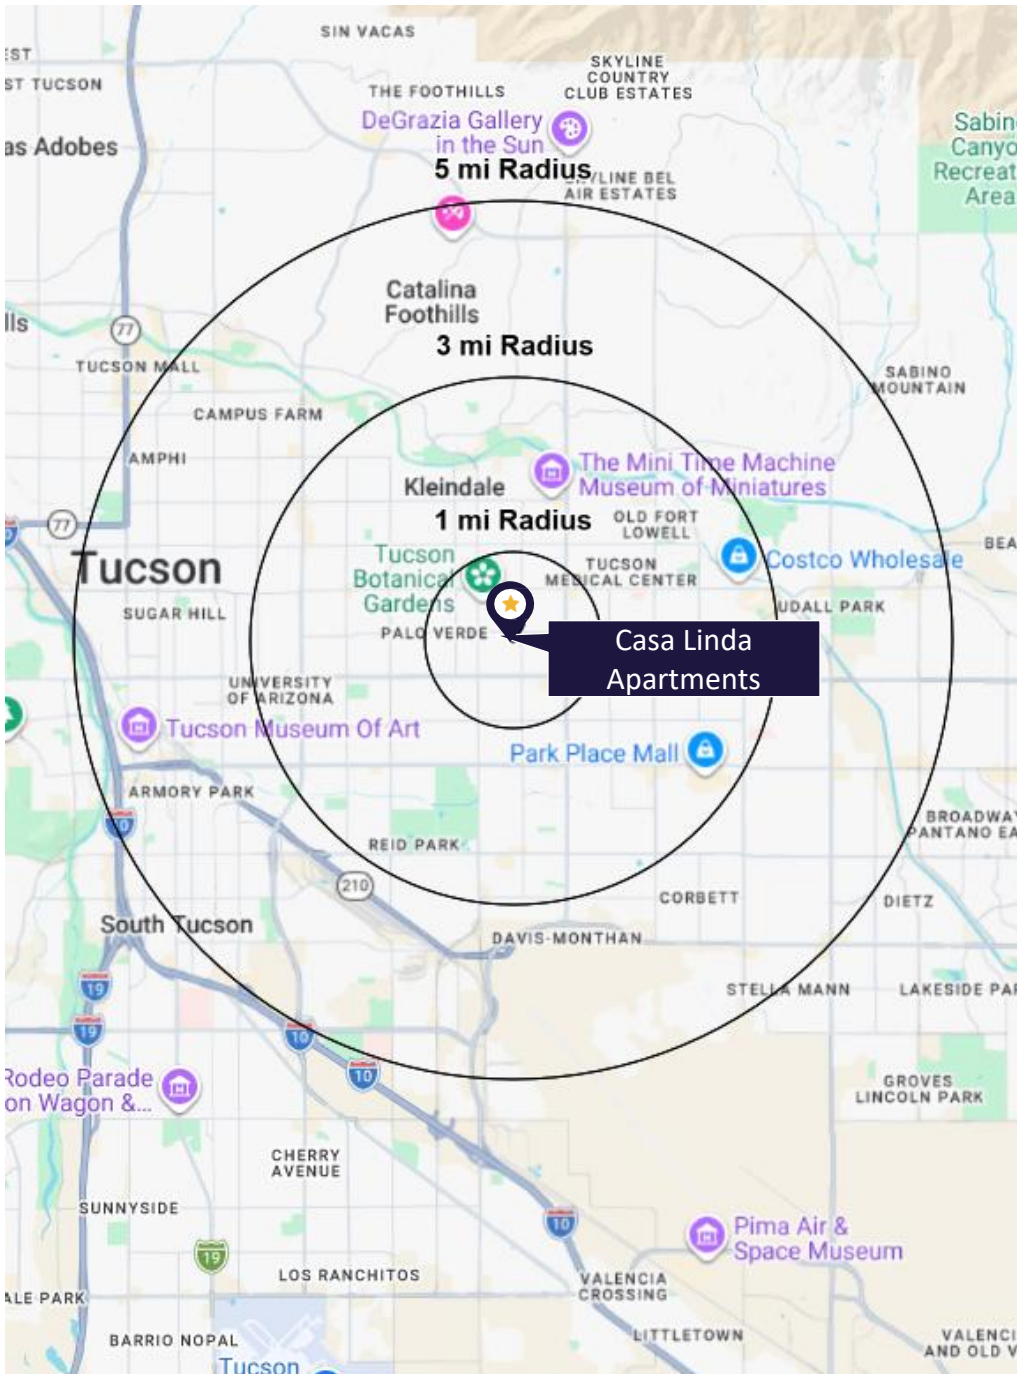 SIN VACAS
EST
ST TUCSON
SKYLINE
COUNTRY
CLUB ESTATES
THE FOOTHILLS
DeGrazia Gallery
in the Sun
as Adobes
Sabin
Canyo
Recreat
Area
5 mi Radius
SKYLINE BEL
AIR ESTATES
Catalina
Foothills
lls
77
3 mi Radius
TUCSON MALL
SABINO
MOUNTAIN
CAMPUS FARM
AMPHI
The Mini Time Machine
Museum of Miniatures
Kleindale
1 mi Radius
OLD FORT
LOWELL
77
BEA
Tucson
Tucson
Botanical
Gardens
TUCSON
MEDICAL CENTER
Costco Wholesale
SUGAR HILL
UDALL PARK
PALO VERDE
Casa Linda
Apartments
UNIVERSITY
OF ARIZONA
Tucson Museum Of Art
Park Place Mall
ARMORY PARK
10
BROADWAY
PANTANO EA
REID PARK
210
CORBETT
DIETZ
South Tucson
DAVIS-MONTHAN
19
STELLA MANN
LAKESIDE PAR
19
10
10
Rodeo Parade
on Wagon &...
GROVES
LINCOLN PARK
CHERRY
AVENUE
SUNNYSIDE
10
Pima Air &
Space Museum
19
LOS RANCHITOS
VALENCIA
CROSSING
ALE PARK
BARRIO NOPAL
LITTLETOWN
VALENCI
AND OLD V
Tucson